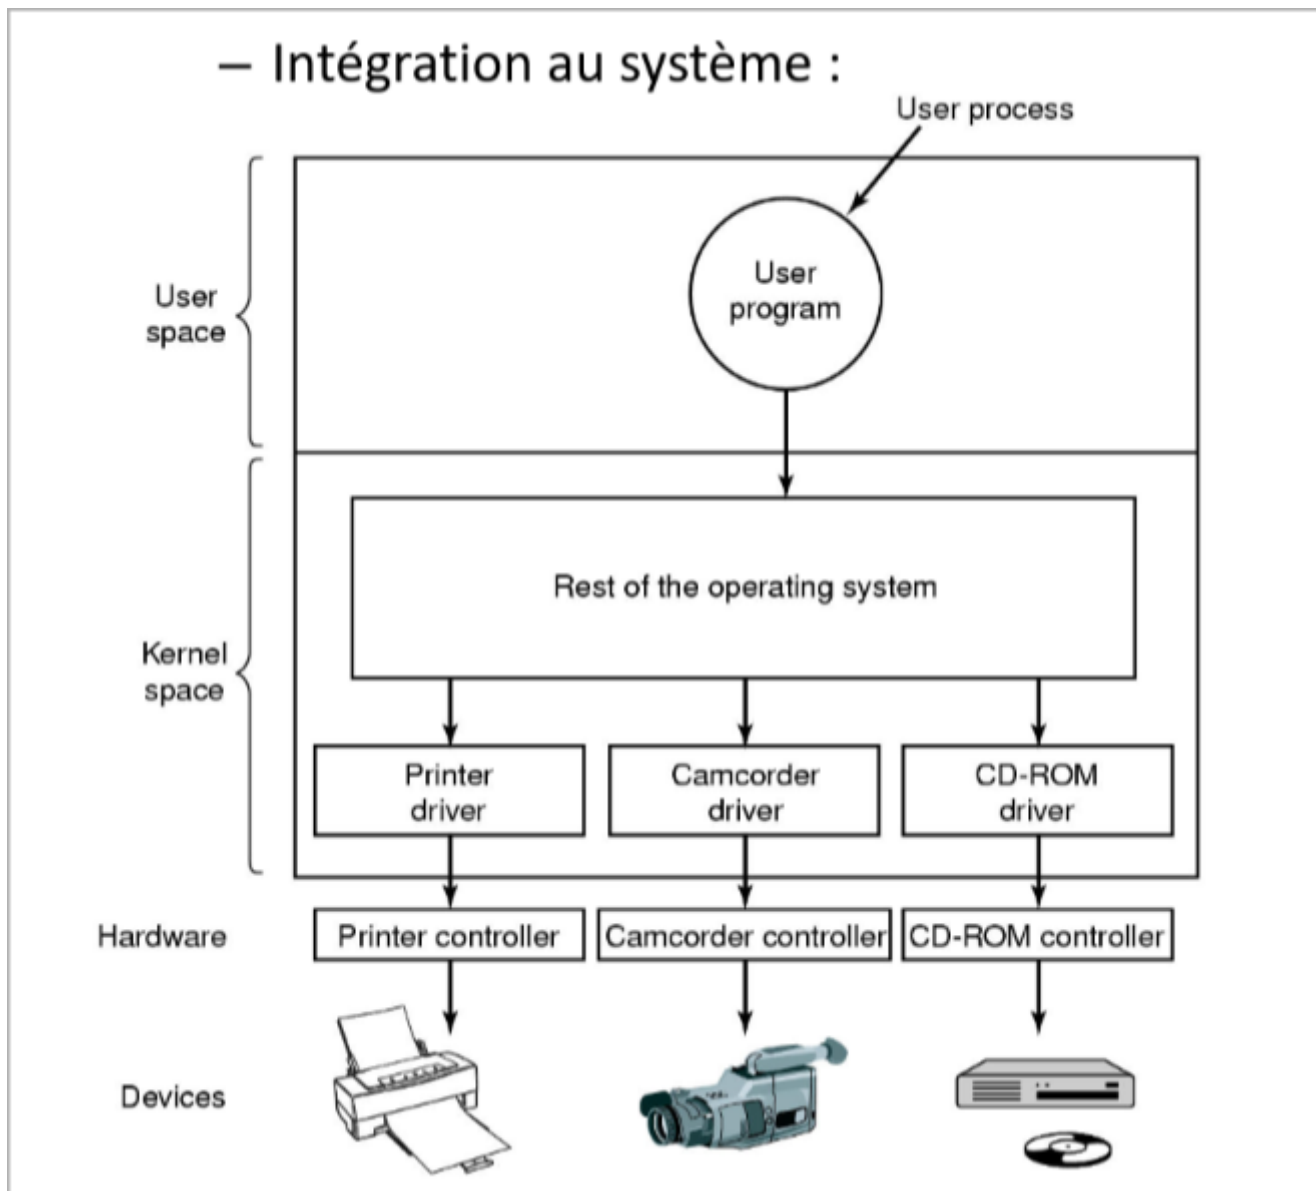 – Intégration au système :
User process
User
program
User
space
Rest of the operating system
Kernel
space
Printer
driver
Camcorder
driver
CD-ROM
driver
Hardware
Printer controller
Camcorder controller
CD-ROM controller
Devices